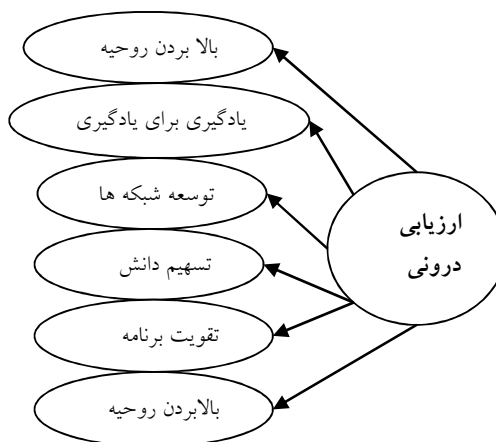 بالا بردن روحیه
یادگیری برای یادگیری
توسعه شبکه ها
تسهیم دانش
تقویت برنامه
بالابردن روحیه
ارزیابی
درونی